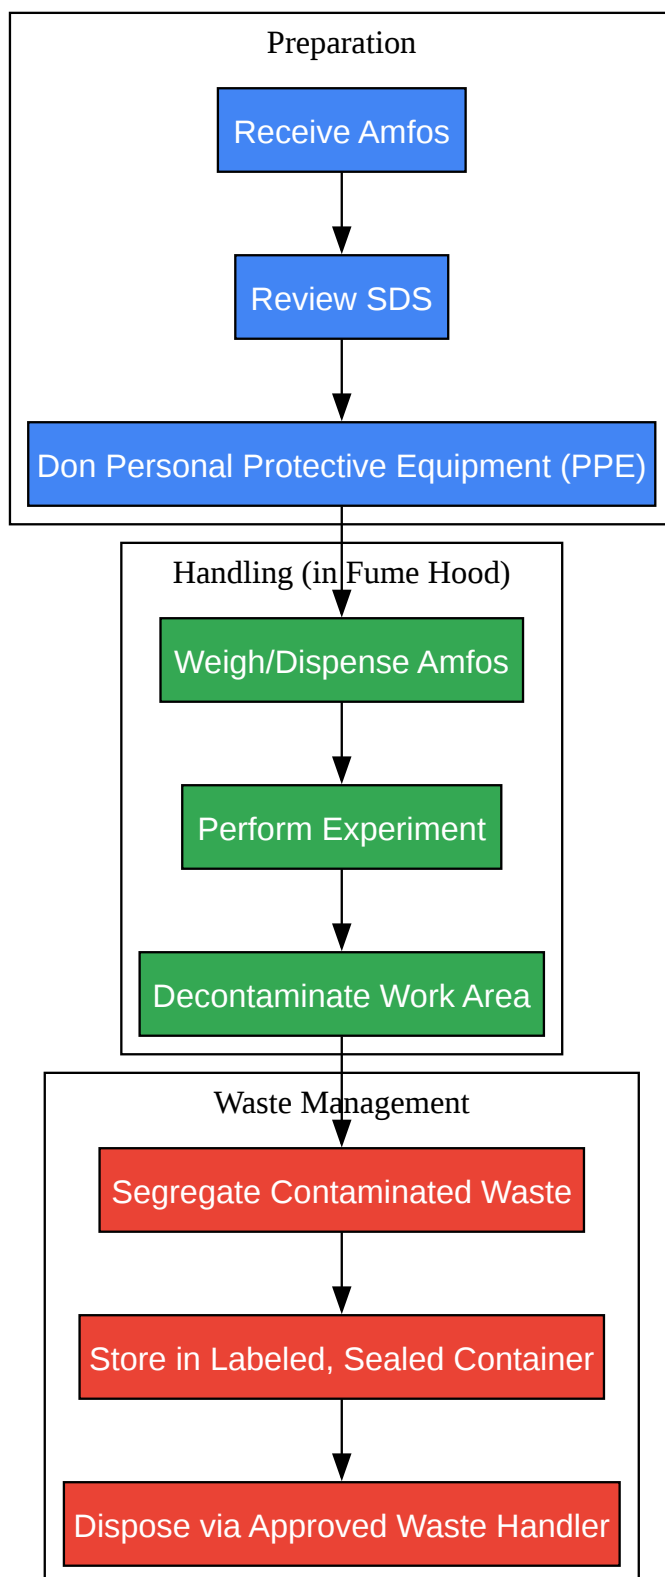 Preparation
Receive Amfos
Review SDS
Don Personal Protective Equipment (PPE)
Handling (in Fume Hood)
Weigh/Dispense Amfos
Perform Experiment
Decontaminate Work Area
Waste Management
Segregate Contaminated Waste
Store in Labeled, Sealed Container
Dispose via Approved Waste Handler